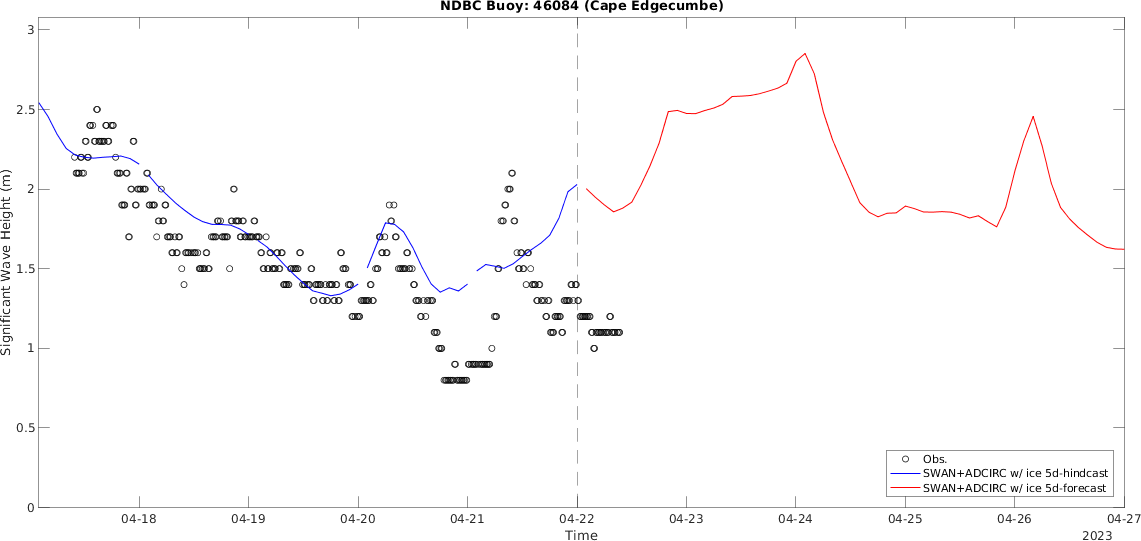 NDBC Buoy: 46084 (Cape Edgecumbe)
3
2.5
2
1.5
1
0.5
0
Significant Wave Height (m)
Obs.
SWAN+ADCIRC w/ ice 5d-hindcast
SWAN+ADCIRC w/ ice 5d-forecast
04-18 04-19 04-20 04-21 04-22 04-23 04-24 04-25 04-26 04-27
Time
2023